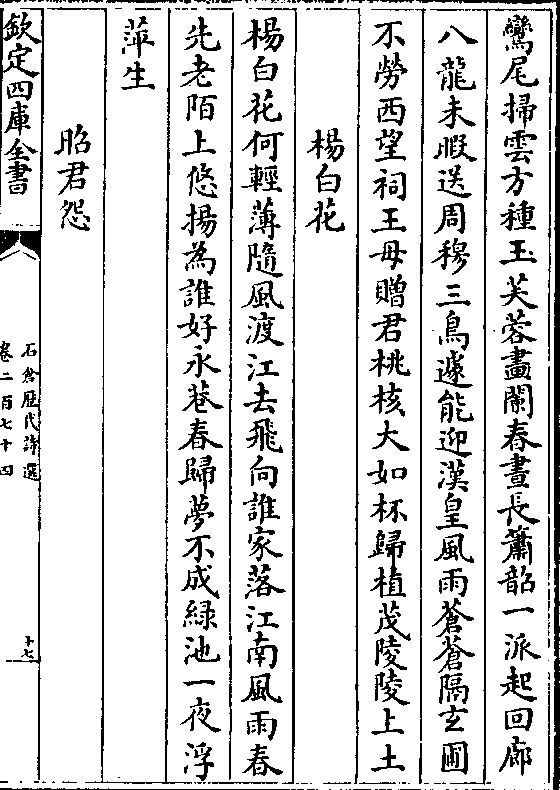 鸞尾掃雲方種玉芙蓉畫闌春晝長簫韶一派起回廊
八龍未暇送周穆三鳥遽能迎漢皇風雨蒼蒼隔玄圃
不勞西望祠王母贈君桃核大如杯歸植茂陵陵上土
楊白花
楊白花何輕薄隨風渡江去飛向誰家落江南風雨春
先老陌上悠揚為誰好永巷春歸夢不成緑池一夜浮
萍生
昭君怨
欽定四庫全書
石倉歷代詩選
卷二百七十四
十七